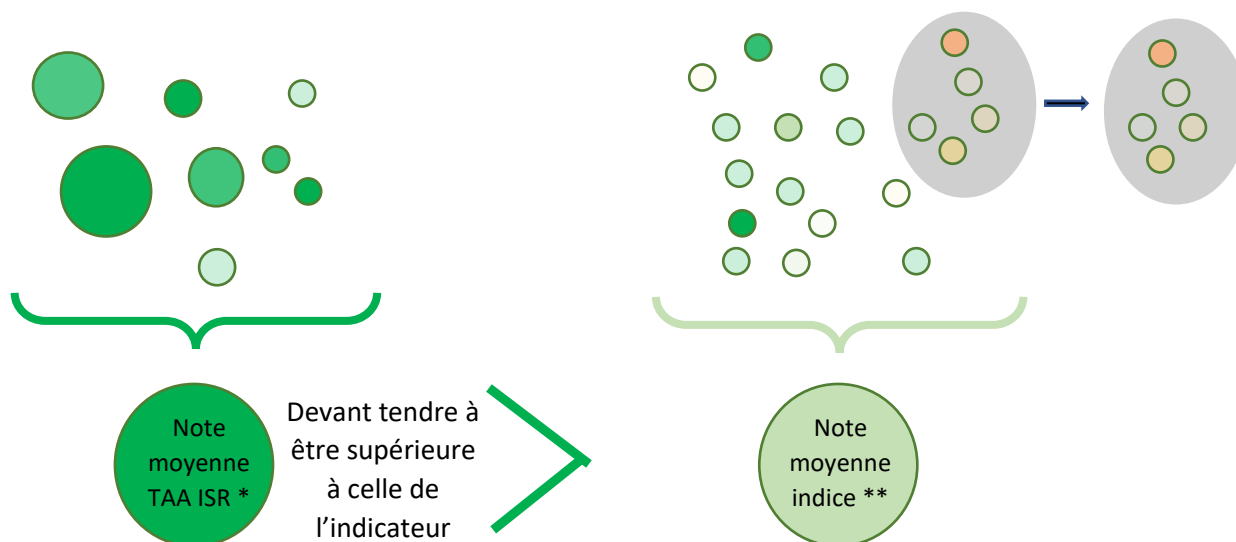 Note
moyenne
TAA ISR *
Devant tendre à
être supérieure
à celle de
l’indicateur
Note
moyenne
indice **